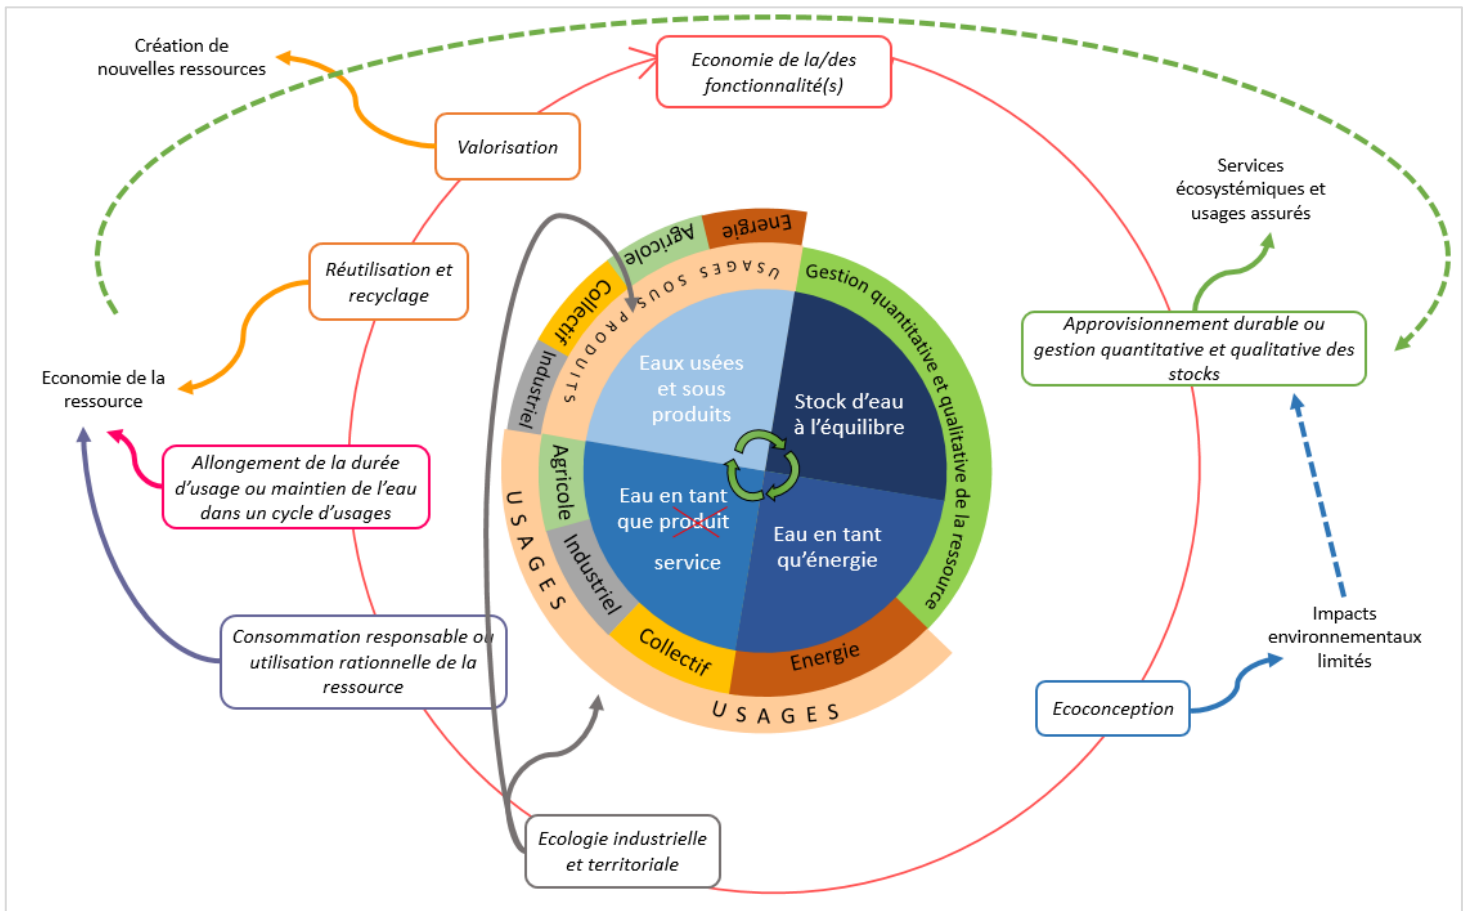 Création de
nouvelles ressources
Economie de la/des
fonctionnalité(s)
Valorisation
Services
écosystémiques et
usages assurés
Réutilisation et
recyclage
Approvisionnement durable ou
gestion quantitative et qualitative des
stocks
Economie de la
ressource
Allongement de la durée
d'usage ou maintien de l'eau
dans un cycle d'usages
Consommation responsable ou
utilisation rationnelle de la
ressource
Impacts
environnementaux
limités
Ecoconception
Ecologie industrielle
et territoriale
Energie
Agricole
Collectif
Industriel
USAGES SOUS PRODUITS
Gestion quantitative et qualitative de la ressource
Eaux usées
et sous
produits
Stock d'eau
à l'équilibre
Eau en tant
que produit
service
Eau en tant
qu'énergie
Agricole
Industriel
Collectif
Energie
USAGES
USAGES